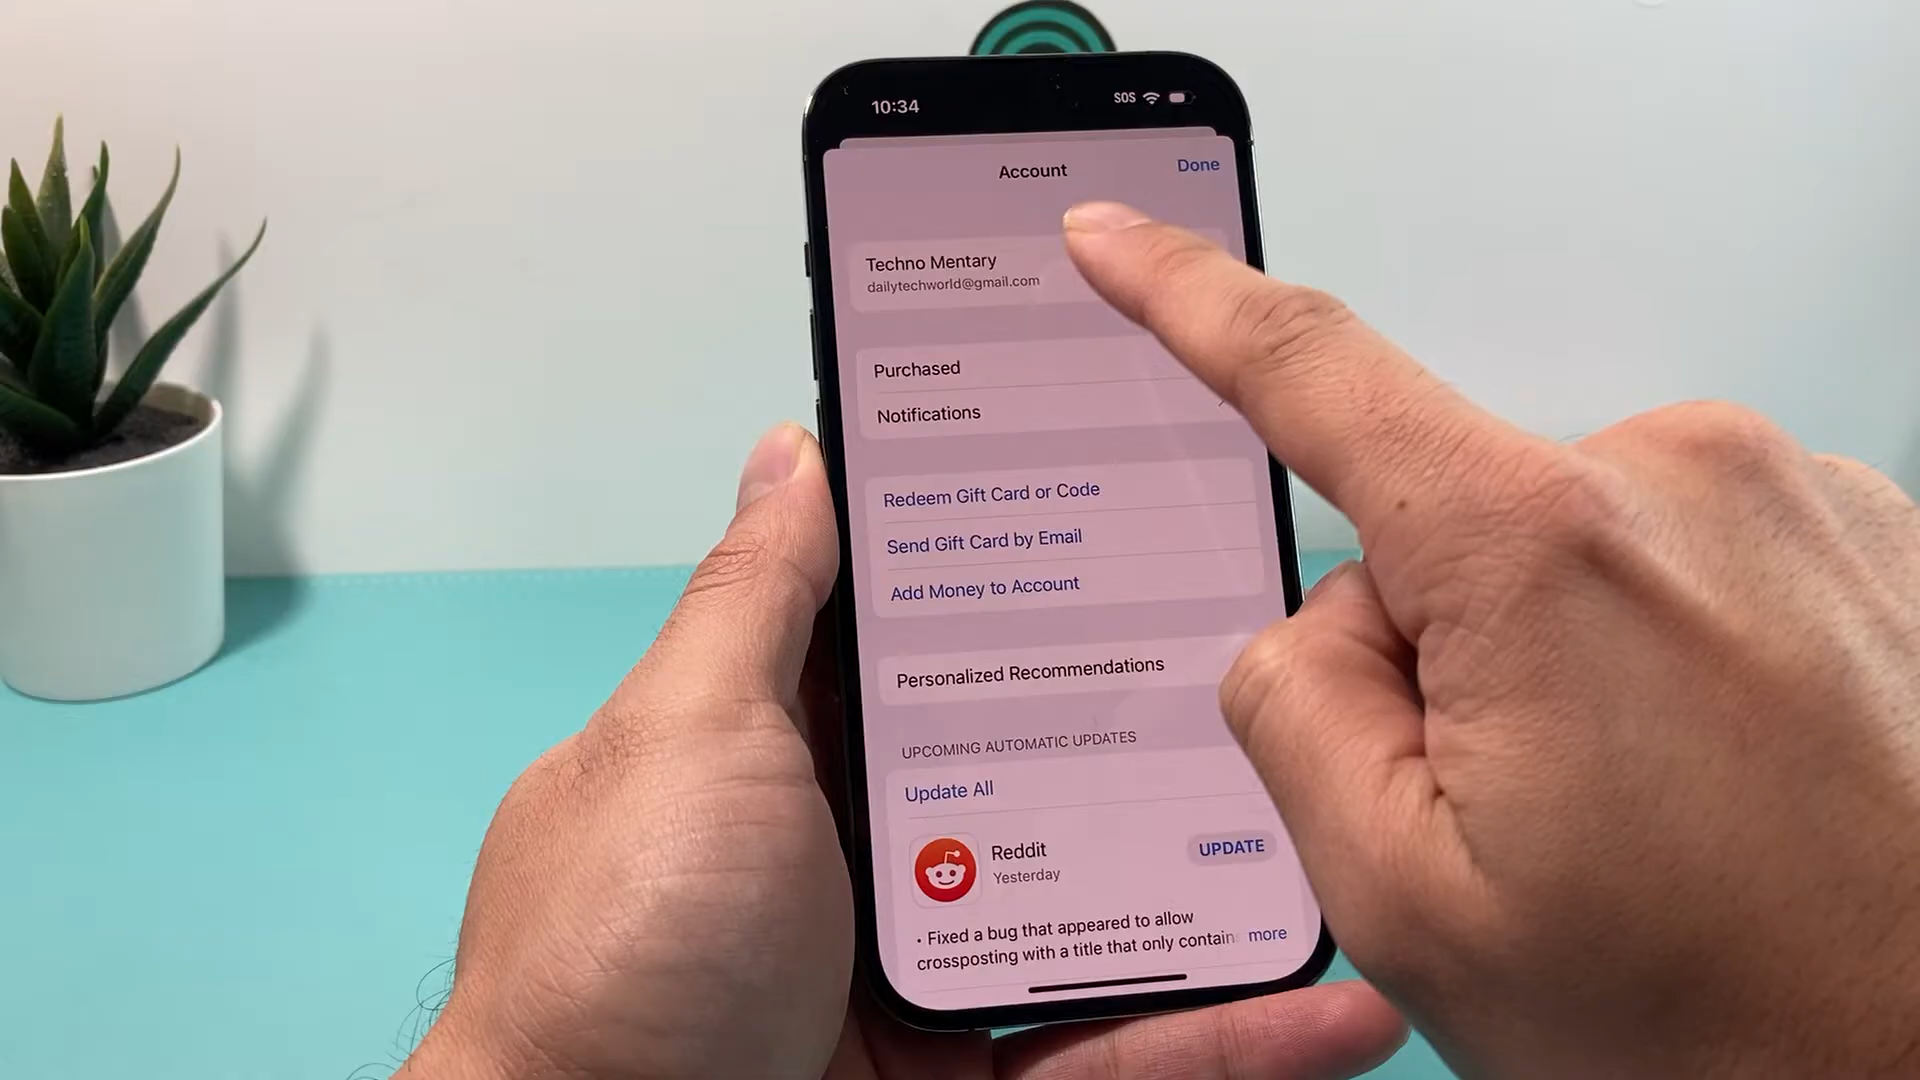 10:34
SOS
Account
Done
Techno Mentary
dailytechworld@gmail.com
Purchased
Notifications
Redeem Gift Card or Code
Send Gift Card by Email
Add Money to Account
Personalized Recommendations
UPCOMING AUTOMATIC UPDATES
Update All
Reddit
UPDATE
Yesterday
• Fixed a bug that appeared to allow
crossposting with a title that only contain more